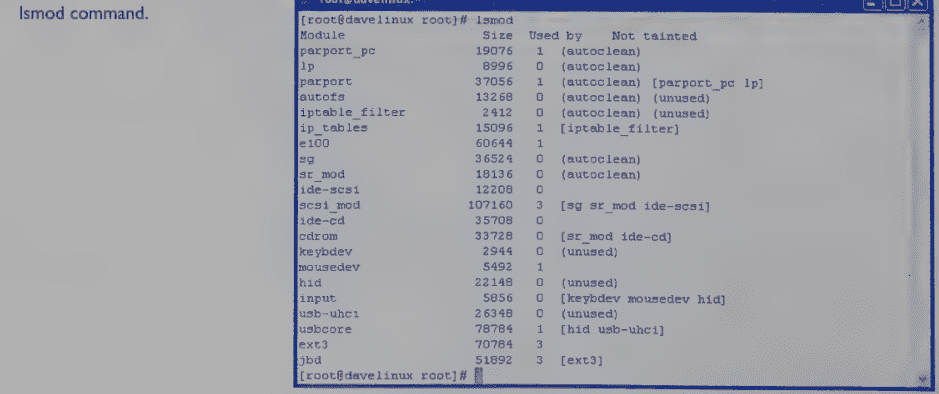 lsmod command.
root@davelinux:
[root@davelinux root]# lsmod
Module Size Used by Not tainted
parport_pc 19076 1 (autoclean)
lp 8996 0 (autoclean)
parport 37056 1 (autoclean) [parport_pc lp]
autofs 13268 0 (autoclean) (unused)
iptable_filter 2412 0 (autoclean) (unused)
ip_tables 15096 1 [iptable_filter]
e100 60644 1
sg 36524 0 (autoclean)
sr_mod 18136 0 (autoclean)
ide-scsi 12208 0
scsi_mod 107160 3 [sg sr_mod ide-scsi]
ide-cd 35708 0
cdrom 33728 0 [sr_mod ide-cd]
keybdev 2944 0 (unused)
mousedev 5492 1
hid 22148 0 (unused)
input 5856 0 [keybdev mousedev hid]
usb-uhci 26348 0 (unused)
usbcore 78784 1 [hid usb-uhci]
ext3 70784 3
jbd 51892 3 [ext3]
[root@davelinux root]#